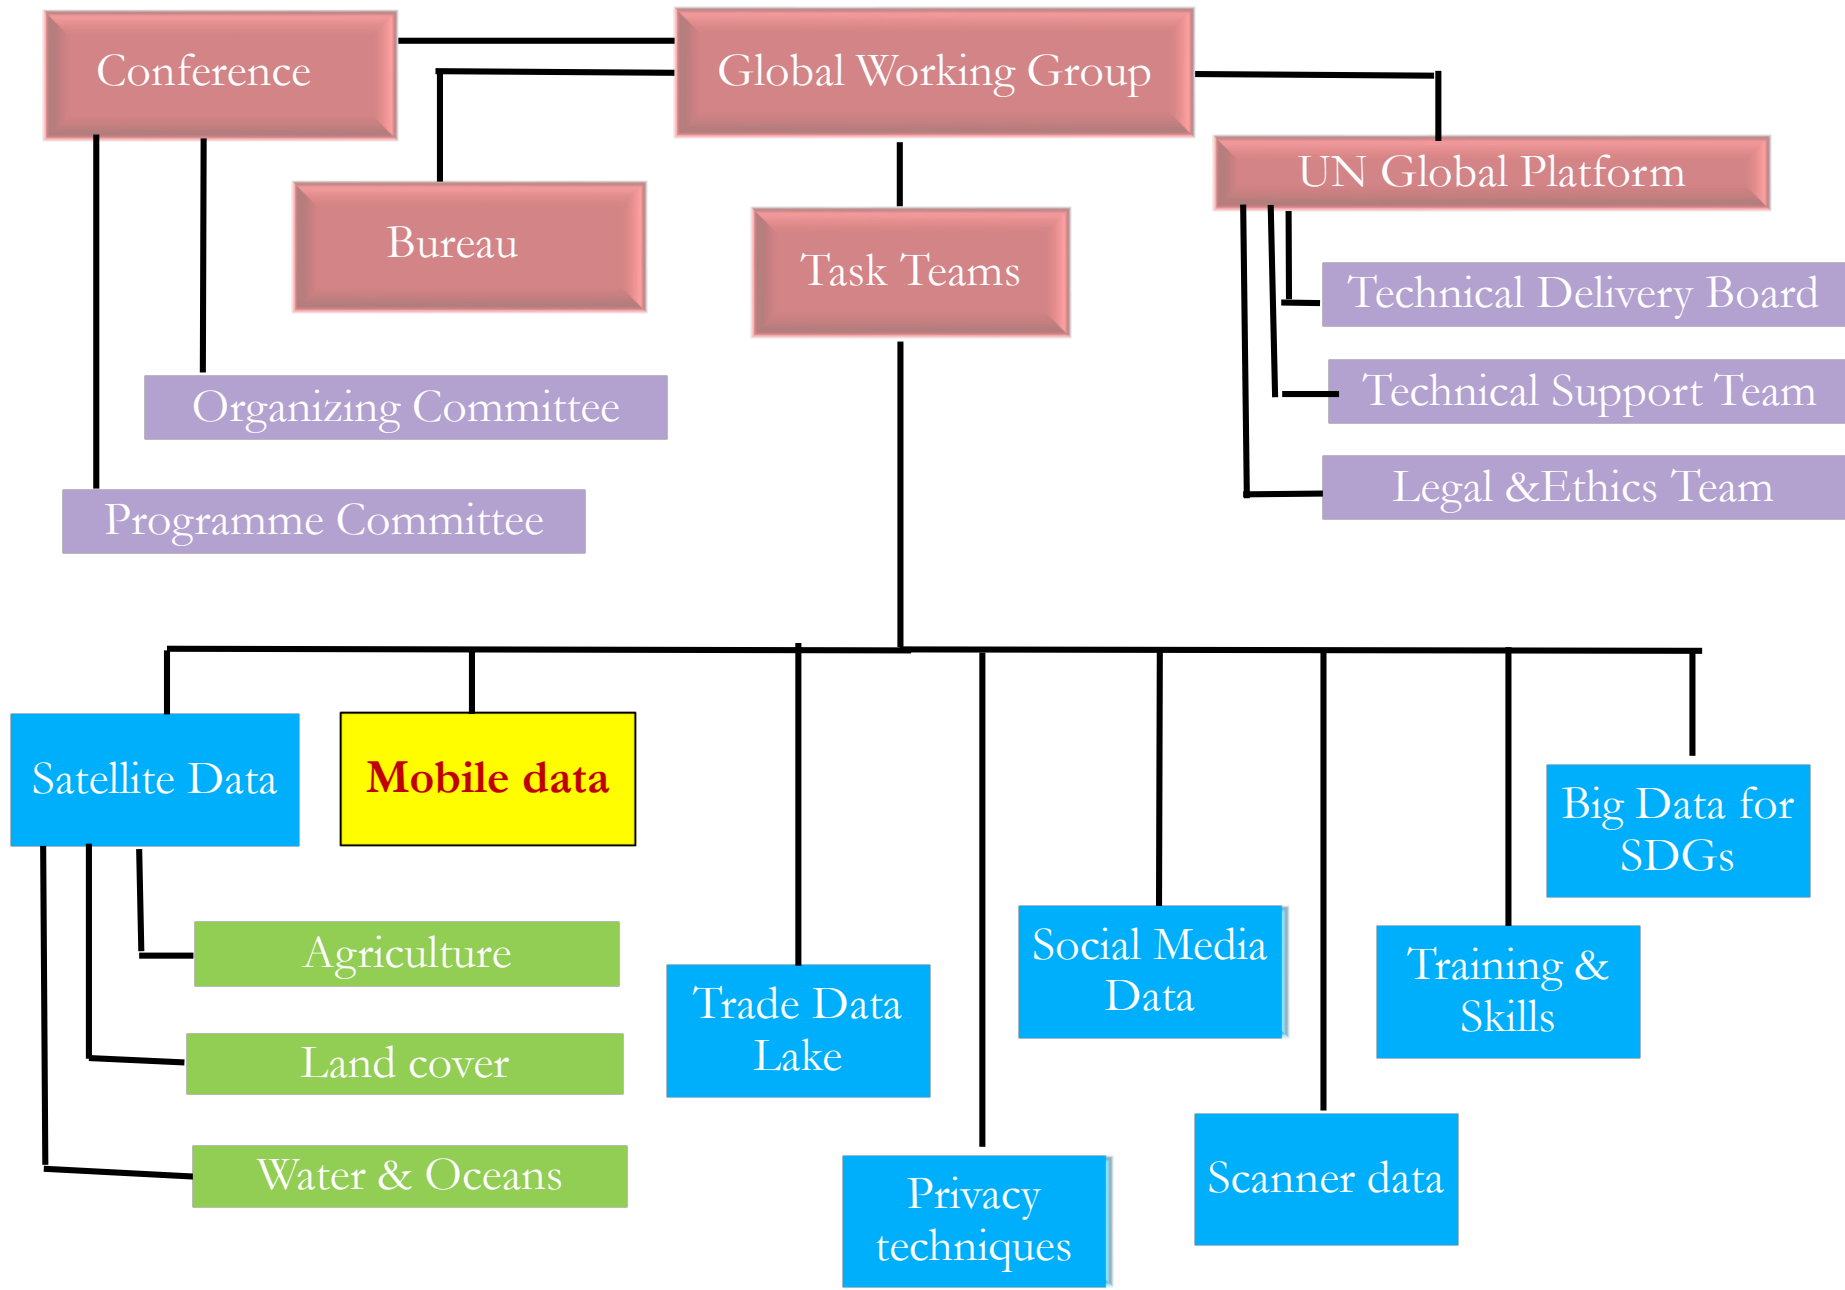 Conference
Global Working Group
UN Global Platform
Bureau
Task Teams
Technical Delivery Board
Technical Support Team
Legal &Ethics Team
Organizing Committee
Programme Committee
Satellite Data
Mobile data
Big Data for
SDGs
Agriculture
Land cover
Water & Oceans
Trade Data
Lake
Social Media
Data
Training &
Skills
Privacy
techniques
Scanner data